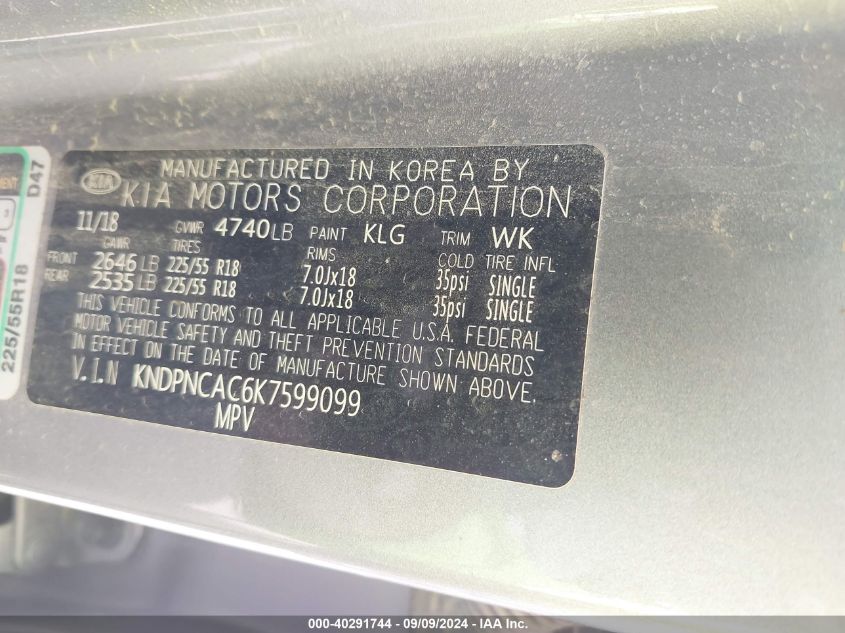 MANUFACTURED IN KOREA BY
KIA KIA MOTORS CORPORATION
11/18 GVWR 4740LB PAINT KLG TRIM WK
GAWR TIRES RIMS COLD TIRE INFL
FRONT 2646 LB 225/55 R18 7.0Jx18 35psi SINGLE
REAR 2535 LB 225/55 R18 7.0Jx18 35psi SINGLE
THIS VEHICLE CONFORMS TO ALL APPLICABLE U.S.A. FEDERAL
MOTOR VEHICLE SAFETY AND THEFT PREVENTION STANDARDS
IN EFFECT ON THE DATE OF MANUFACTURE SHOWN ABOVE.
V.I.N KNDPNCAC6K7599099
MPV
D47
225/55R18
000-40291744 / 09/09/2024 - IAA Inc.